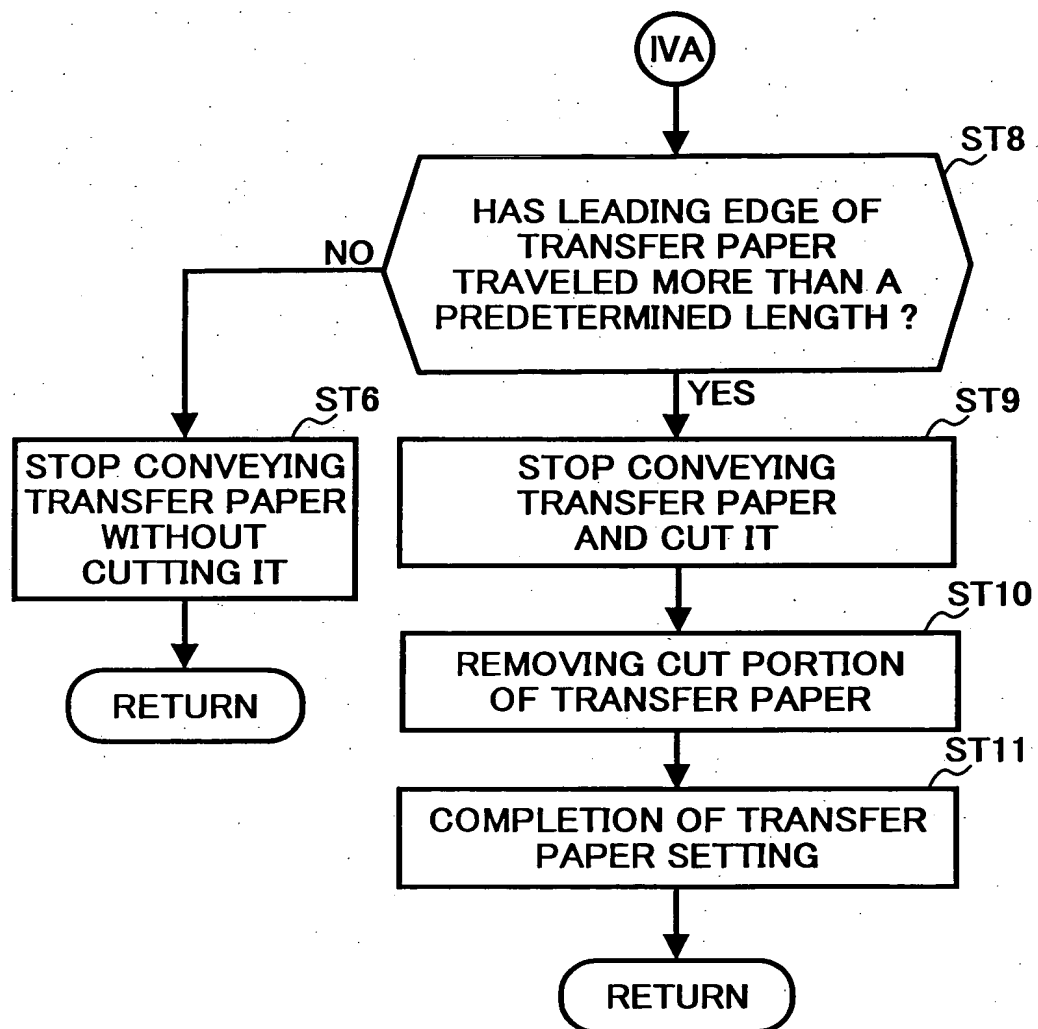 IVA
ST8
HAS LEADING EDGE OF
TRANSFER PAPER
TRAVELED MORE THAN A
PREDETERMINED LENGTH ?
NO
YES
ST6
STOP CONVEYING
TRANSFER PAPER
WITHOUT
CUTTING IT
RETURN
ST9
STOP CONVEYING
TRANSFER PAPER
AND CUT IT
ST10
REMOVING CUT PORTION
OF TRANSFER PAPER
ST11
COMPLETION OF TRANSFER
PAPER SETTING
RETURN